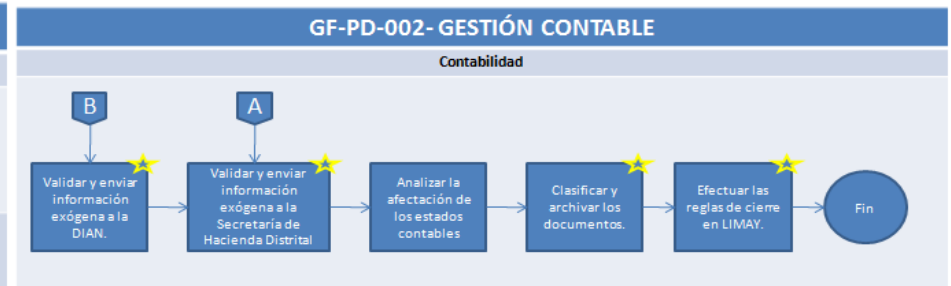 GF-PD-002- GESTIÓN CONTABLE
Contabilidad
B
A
Validar y enviar
información
exógena a la
DIAN.
Validar y enviar
información
exógena a la
Secretaría de
Hacienda Distrital
Analizar la
afectación de
los estados
contables
Clasificar y
archivar los
documentos.
Efectuar las
reglas de cierre
en LIMAY.
Fin